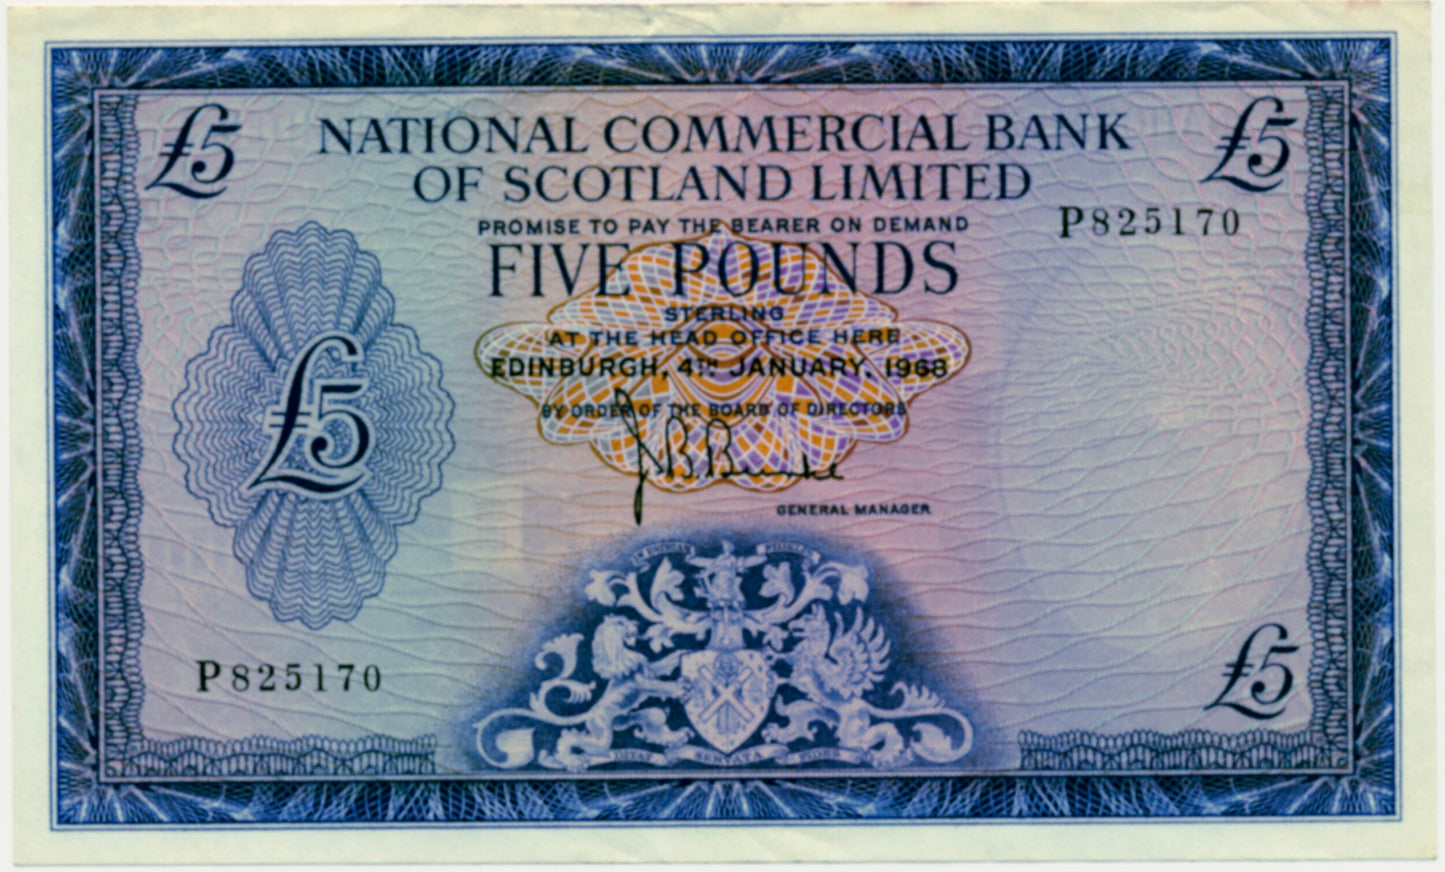 £5
£5
NATIONAL COMMERCIAL BANK
OF SCOTLAND LIMITED
PROMISE TO PAY THE BEARER ON DEMAND
P825170
FIVE POUNDS
STERLING
AT THE HEAD OFFICE HERE
EDINBURGH, 4TH JANUARY. 1968
£5
BY ORDER OF THE BOARD OF DIRECTORS
GENERAL MANAGER
P825170
£5